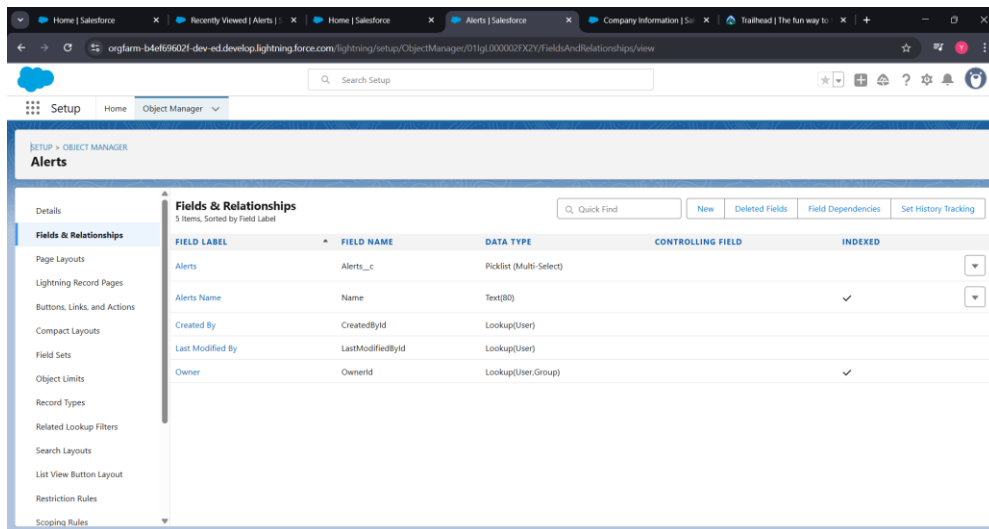 Home | Salesforce
Recently Viewed | Alerts | S
Home | Salesforce
Alerts | Salesforce
Company Information | Sal
Trailhead | The fun way to
orgfarm-b4ef69602f-dev-ed.develop.lightning.force.com/lightning/setup/ObjectManager/01IgL000002FX2Y/FieldsAndRelationships/view
Search Setup
Setup Home Object Manager
SETUP > OBJECT MANAGER
Alerts
Details
Fields & Relationships
Page Layouts
Lightning Record Pages
Buttons, Links, and Actions
Compact Layouts
Field Sets
Object Limits
Record Types
Related Lookup Filters
Search Layouts
List View Button Layout
Restriction Rules
Scoping Rules
Fields & Relationships
5 Items, Sorted by Field Label
Quick Find New Deleted Fields Field Dependencies Set History Tracking
FIELD LABEL FIELD NAME DATA TYPE CONTROLLING FIELD INDEXED
Alerts Alerts__c Picklist (Multi-Select)
Alerts Name Name Text(80)
Created By CreatedById Lookup(User)
Last Modified By LastModifiedById Lookup(User)
Owner OwnerId Lookup(User,Group)